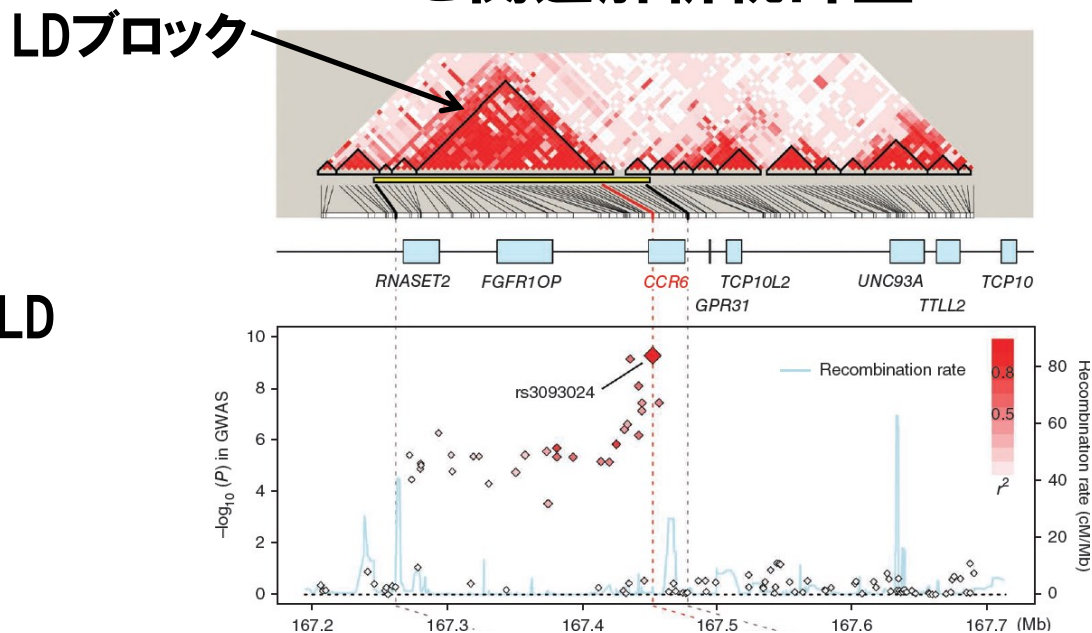 LDブロック
RNASET2 FGFR1OP CCR6 TCP10L2 UNC93A TCP10
GPR31 TTLL2
LD
10
8
6
4
2
0
–log10 (P) in GWAS
rs3093024
Recombination rate
0.8
0.5
r2
80
60
40
20
0
Recombination rate (cM/Mb)
167.2 167.3 167.4 167.5 167.6 167.7 (Mb)